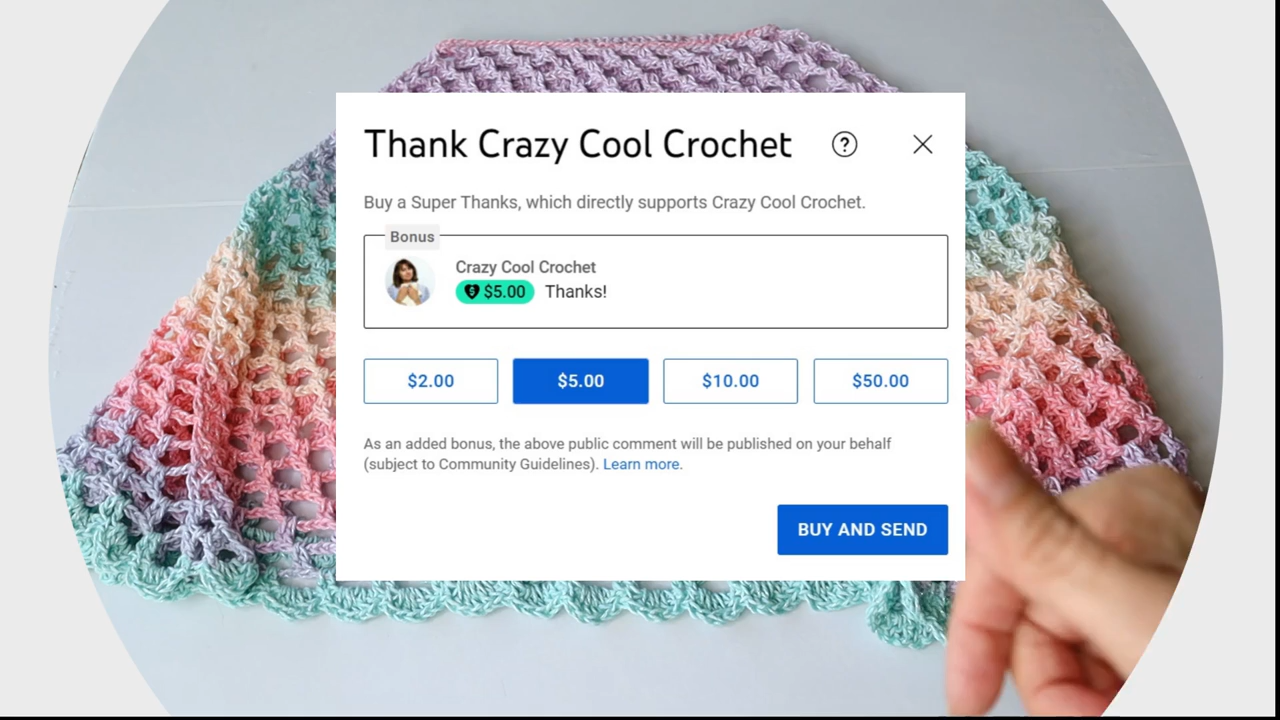 Thank Crazy Cool Crochet
Buy a Super Thanks, which directly supports Crazy Cool Crochet.
Bonus
Crazy Cool Crochet
$5.00 Thanks!
$2.00 $5.00 $10.00 $50.00
As an added bonus, the above public comment will be published on your behalf
(subject to Community Guidelines). Learn more.
BUY AND SEND